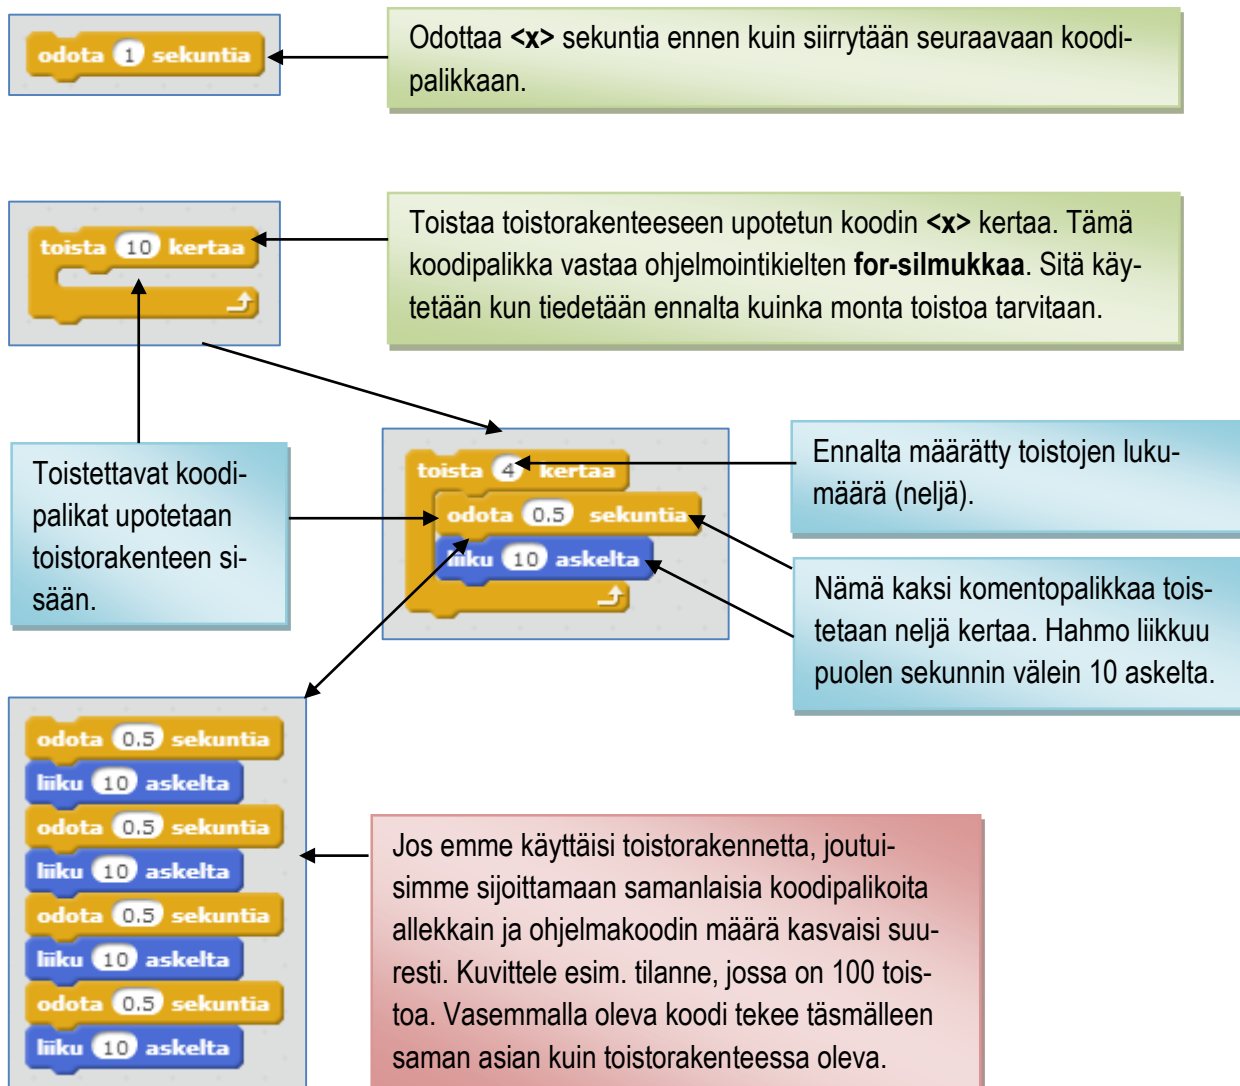 odota 1 sekuntia
Odottaa <x> sekuntia ennen kuin siirrytään seuraavaan koodi-
palikkaan.
toista 10 kertaa
Toistaa toistorakenteeseen upotetun koodin <x> kertaa. Tämä
koodipalikka vastaa ohjelmointikielten for-silmukkaa. Sitä käy-
tetään kun tiedetään ennalta kuinka monta toistoa tarvitaan.
Toistettavat koodi-
palikat upotetaan
toistorakenteen si-
sään.
toista 4 kertaa
odota 0.5 sekuntia
liiku 10 askelta
Ennalta määrätty toistojen luku-
määrä (neljä).
Nämä kaksi komentopalikkaa tois-
tetaan neljä kertaa. Hahmo liikkuu
puolen sekunnin välein 10 askelta.
odota 0.5 sekuntia
liiku 10 askelta
odota 0.5 sekuntia
liiku 10 askelta
odota 0.5 sekuntia
liiku 10 askelta
odota 0.5 sekuntia
liiku 10 askelta
Jos emme käyttäisi toistorakennetta, joutui-
simme sijoittamaan samanlaisia koodipalikoita
allekkain ja ohjelmakoodin määrä kasvaisi suu-
resti. Kuvittele esim. tilanne, jossa on 100 tois-
toa. Vasemmalla oleva koodi tekee täsmälleen
saman asian kuin toistorakenteessa oleva.